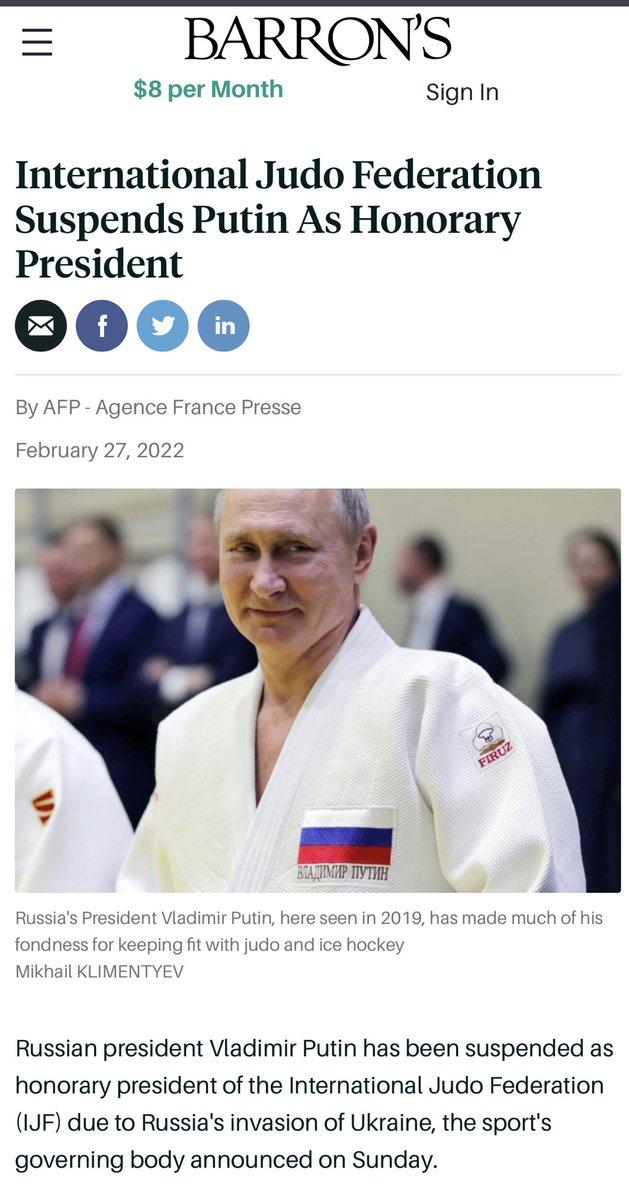 BARRON'S
$8 per Month
Sign In
International Judo Federation
Suspends Putin As Honorary
President
f
in
By AFP - Agence France Presse
February 27, 2022
FIRUZ
ВЛАДИМИР ПУТИН
Russia's President Vladimir Putin, here seen in 2019, has made much of his
fondness for keeping fit with judo and ice hockey
Mikhail KLIMENTYEV
Russian president Vladimir Putin has been suspended as
honorary president of the International Judo Federation
(IJF) due to Russia's invasion of Ukraine, the sport's
governing body announced on Sunday.